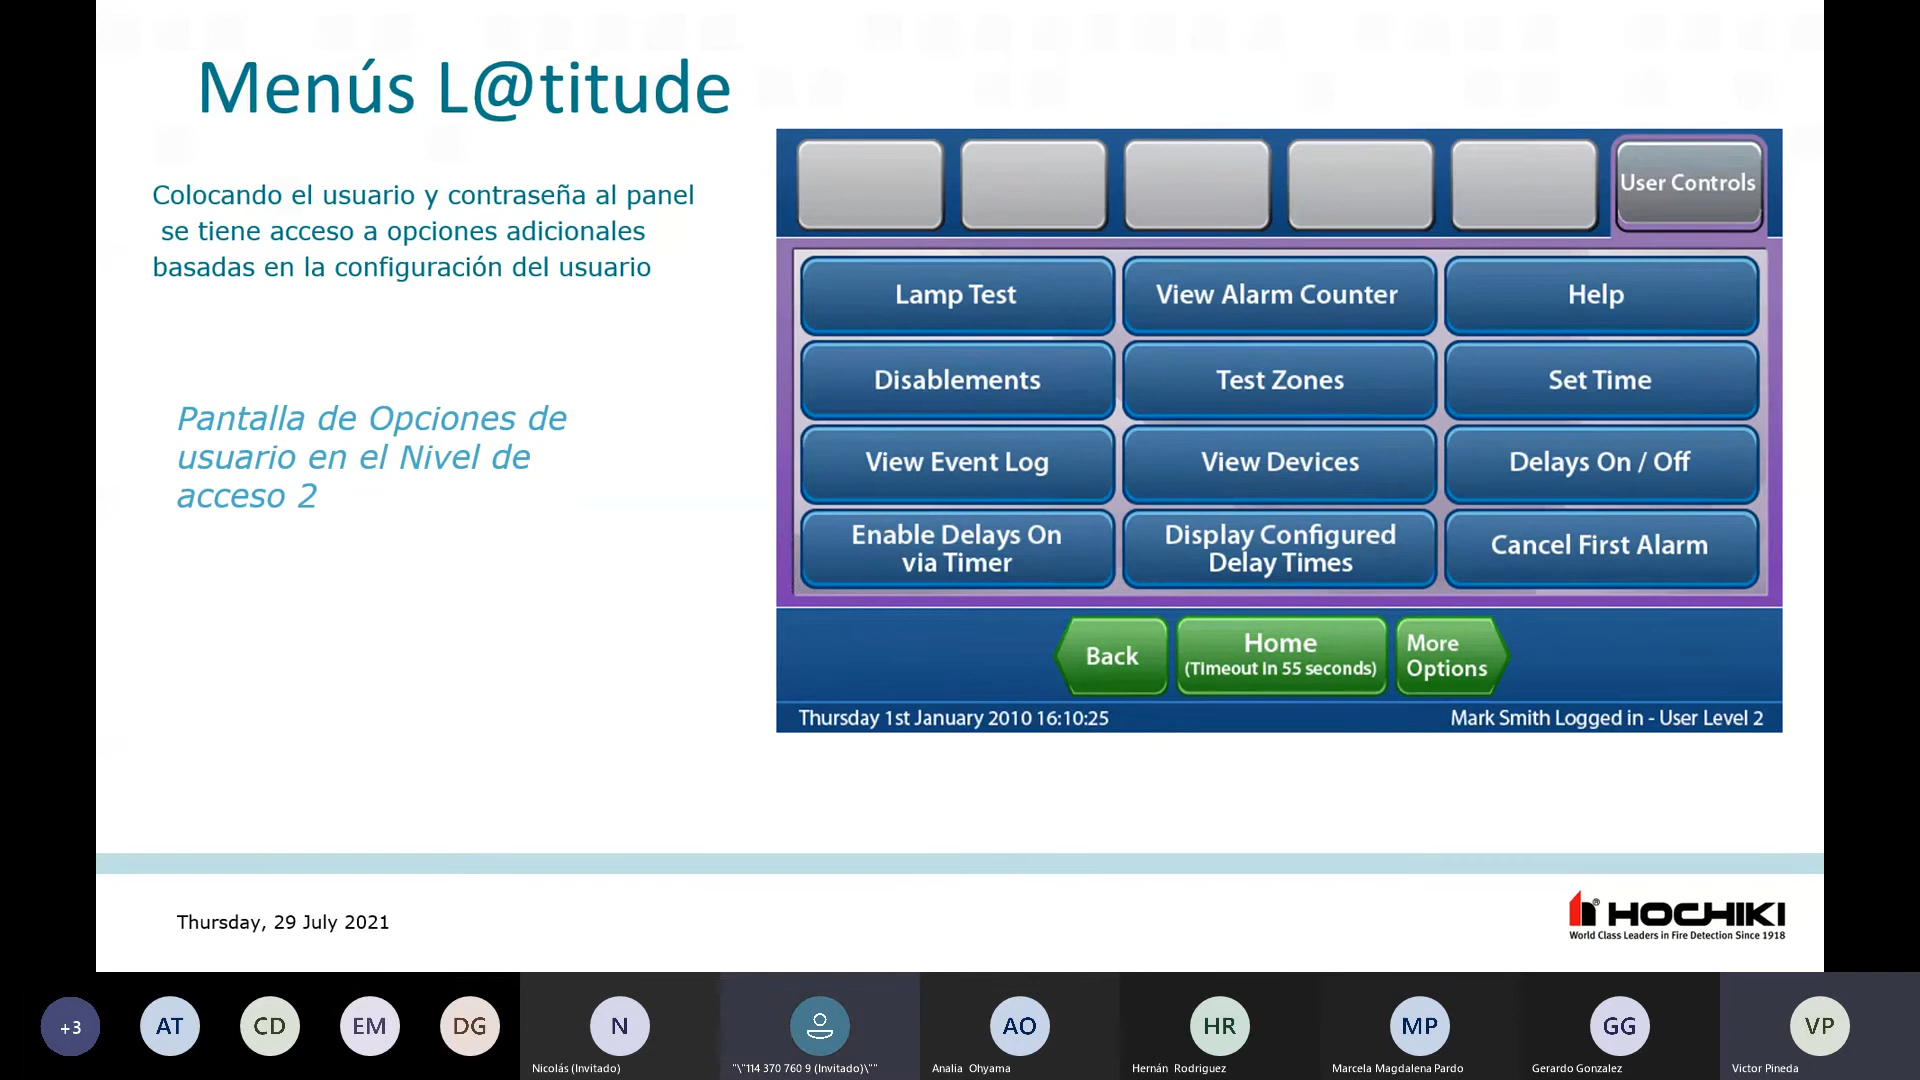 Menús L@titude
Colocando el usuario y contraseña al panel
se tiene acceso a opciones adicionales
basadas en la configuración del usuario
Pantalla de Opciones de
usuario en el Nivel de
acceso 2
User Controls
Lamp Test
View Alarm Counter
Help
Disablements
Test Zones
Set Time
View Event Log
View Devices
Delays On / Off
Enable Delays On
via Timer
Display Configured
Delay Times
Cancel First Alarm
Back
Home
(Timeout in 55 seconds)
More
Options
Thursday 1st January 2010 16:10:25
Mark Smith Logged in - User Level 2
Thursday, 29 July 2021
HOCHIKI
World Class Leaders in Fire Detection Since 1918
+3
AT
CD
EM
DG
N
AO
HR
MP
GG
VP
Nicolás (Invitado)
"\"114 370 760 9 (Invitado)\""
Analia Ohyama
Hernán Rodriguez
Marcela Magdalena Pardo
Gerardo Gonzalez
Victor Pineda